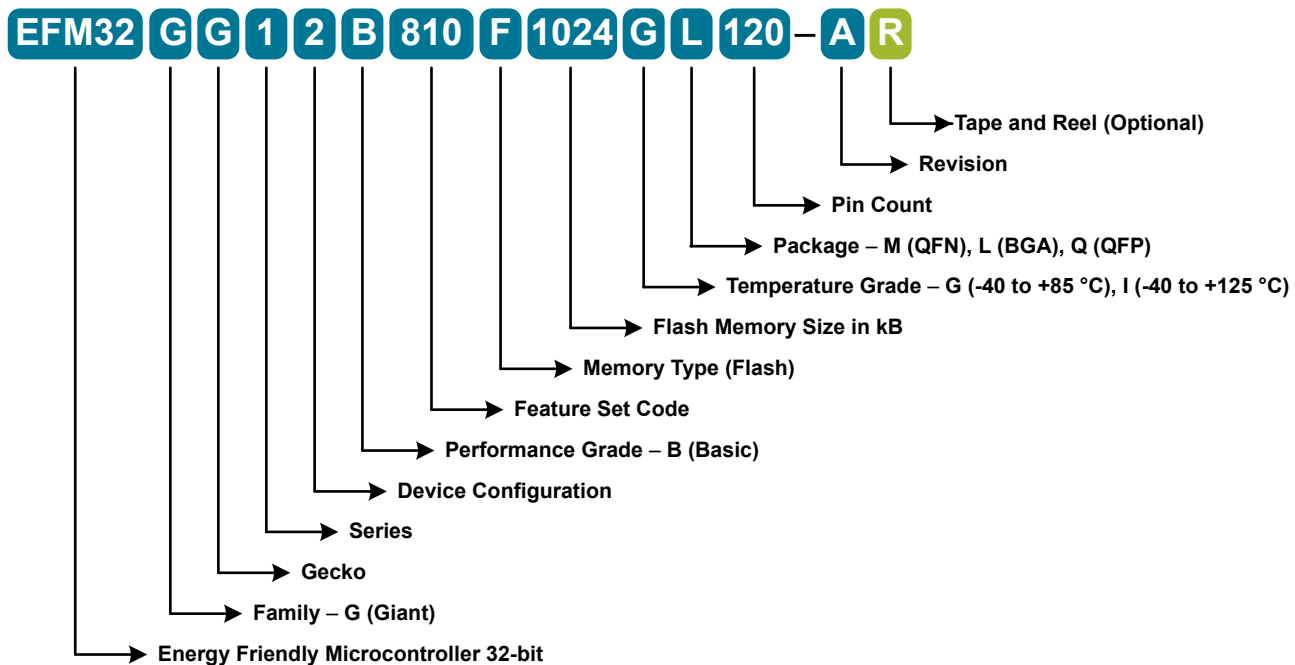 EFM32 G G 1 2 B 810 F 1024 G L 120 – A R
Tape and Reel (Optional)
Revision
Pin Count
Package – M (QFN), L (BGA), Q (QFP)
Temperature Grade – G (-40 to +85 °C), I (-40 to +125 °C)
Flash Memory Size in kB
Memory Type (Flash)
Feature Set Code
Performance Grade – B (Basic)
Device Configuration
Series
Gecko
Family – G (Giant)
Energy Friendly Microcontroller 32-bit